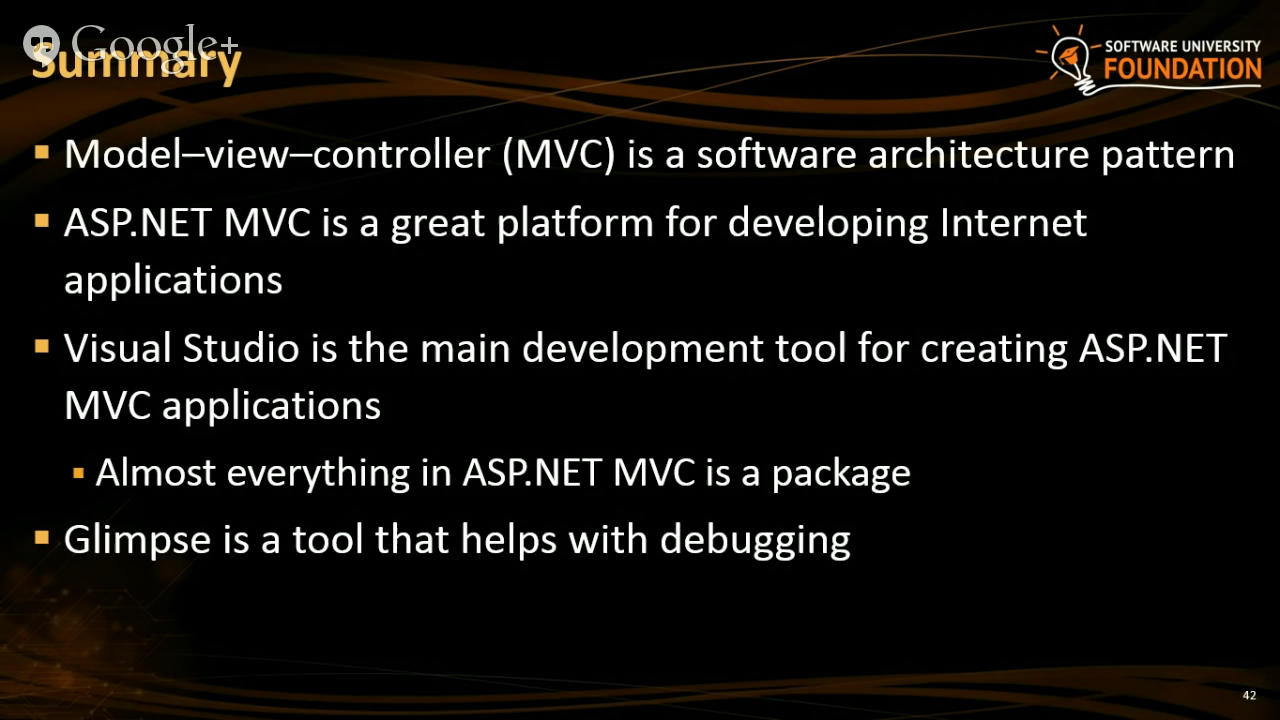 Google+
Summary
SOFTWARE UNIVERSITY
FOUNDATION
Model–view–controller (MVC) is a software architecture pattern
ASP.NET MVC is a great platform for developing Internet
applications
Visual Studio is the main development tool for creating ASP.NET
MVC applications
Almost everything in ASP.NET MVC is a package
Glimpse is a tool that helps with debugging
42